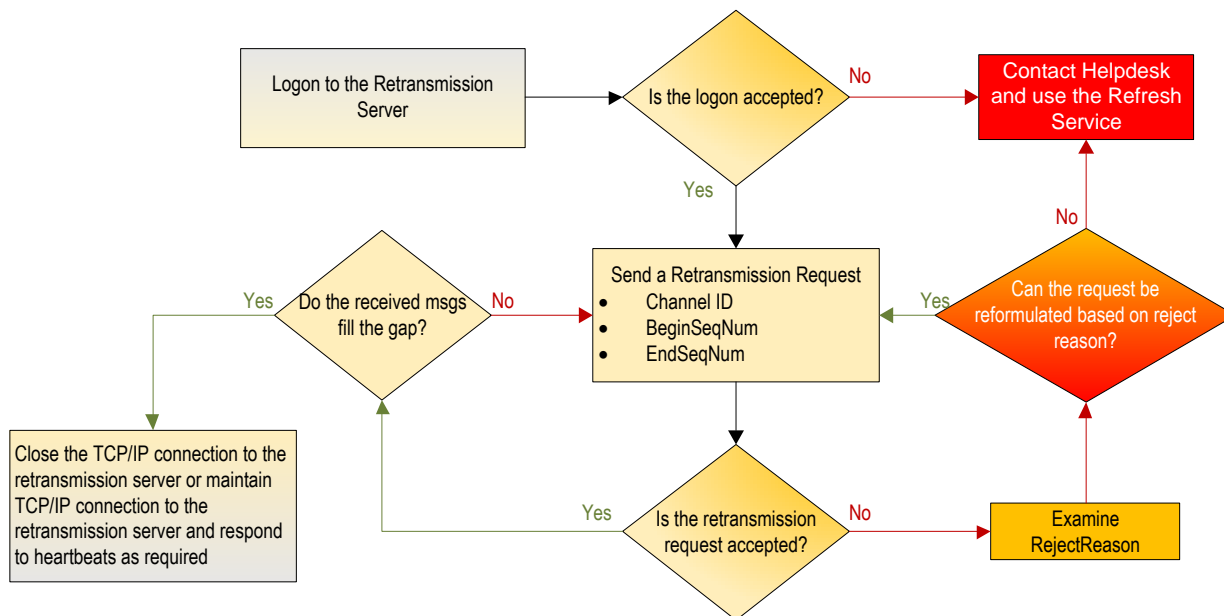 Logon to the Retransmission
Server
Is the logon accepted?
No
Contact Helpdesk
and use the Refresh
Service
Yes
No
Send a Retransmission Request
• Channel ID
• BeginSeqNum
• EndSeqNum
Yes
Do the received msgs
fill the gap?
No
Yes
Can the request be
reformulated based on reject
reason?
Close the TCP/IP connection to the
retransmission server or maintain
TCP/IP connection to the
retransmission server and respond
to heartbeats as required
Yes
Is the retransmission
request accepted?
No
Examine
RejectReason